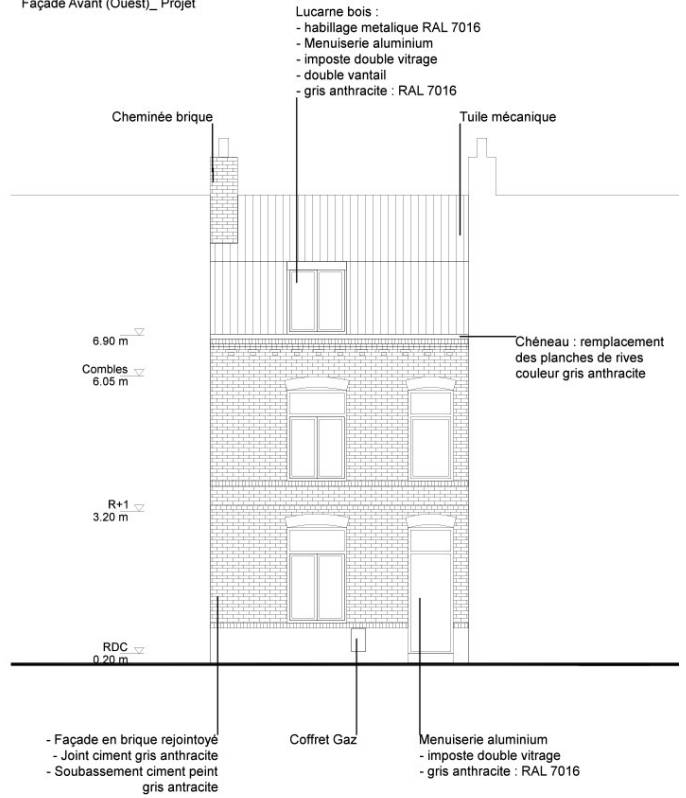 Façade Avant (Ouest)_ Projet
Lucarne bois :
- habillage metalique RAL 7016
- Menuiserie aluminium
- imposte double vitrage
- double vantail
- gris anthracite : RAL 7016
Cheminée brique
Tuile mécanique
6.90 m
Chéneau : remplacement
des planches de rives
couleur gris anthracite
Combles
6.05 m
R+1
3.20 m
RDC
0.20 m
- Façade en brique rejointoyé
- Joint ciment gris anthracite
- Soubassement ciment peint
gris antracite
Coffret Gaz
Menuiserie aluminium
- imposte double vitrage
- gris anthracite : RAL 7016